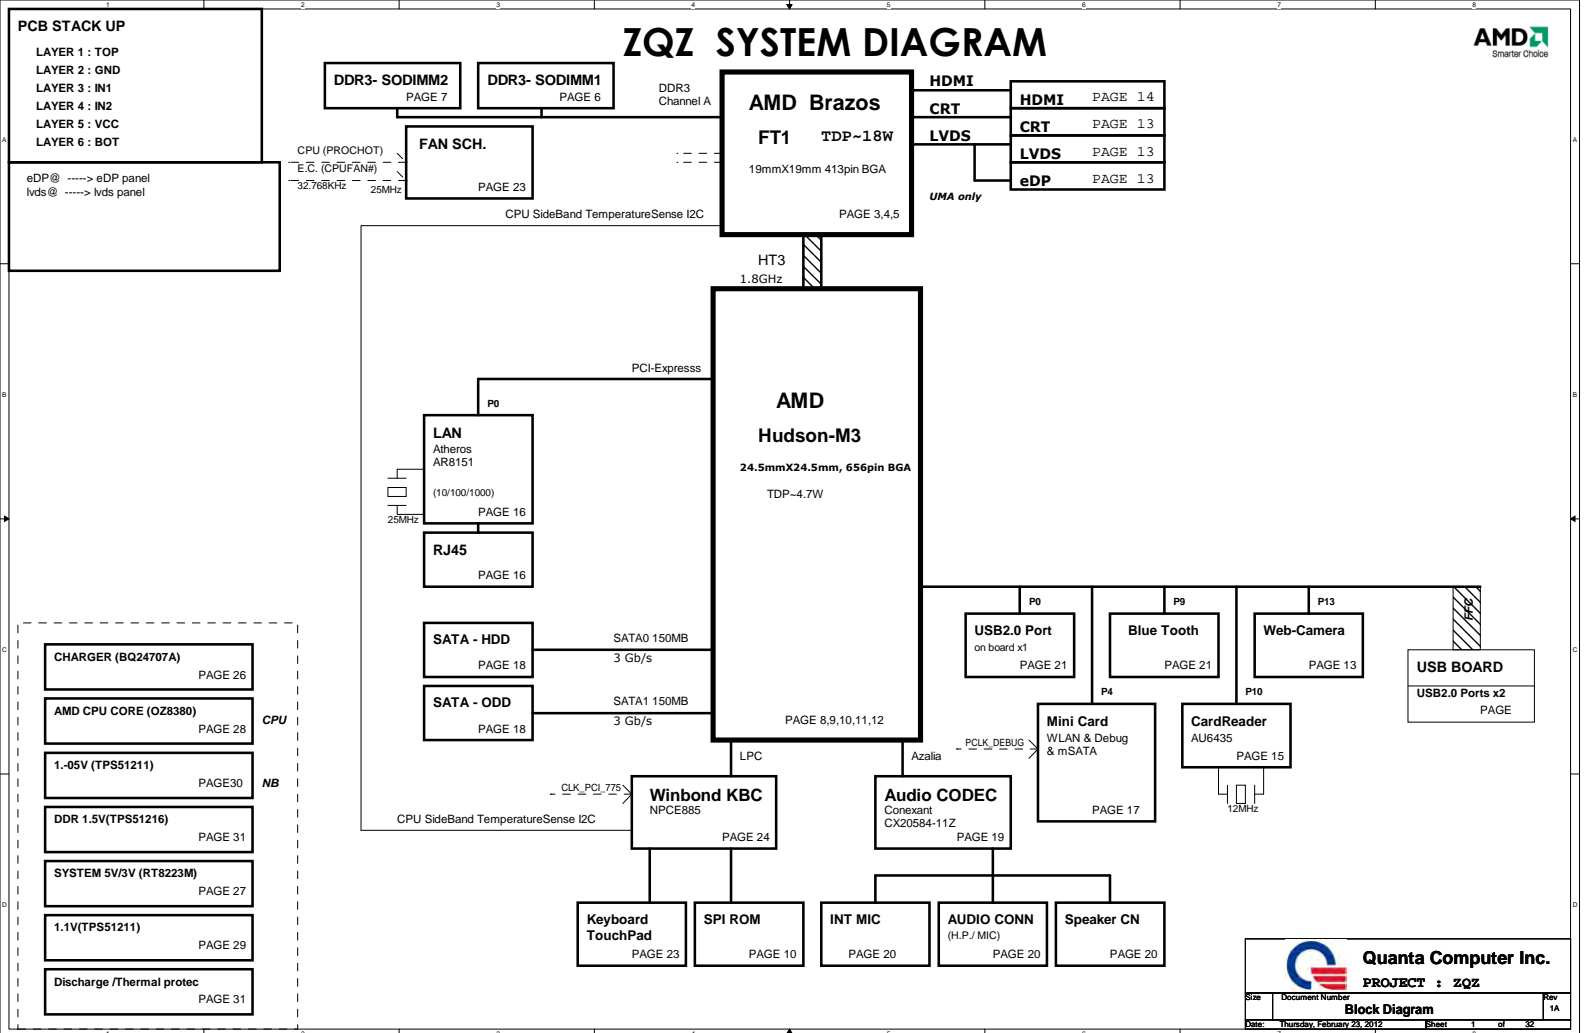 PCB STACK UP
LAYER 1 : TOP
LAYER 2 : GND
LAYER 3 : IN1
LAYER 4 : IN2
LAYER 5 : VCC
LAYER 6 : BOT
eDP@ -----> eDP panel
lvds@ -----> lvds panel
ZQZ SYSTEM DIAGRAM
AMD
Smarter Choice
DDR3- SODIMM2
PAGE 7
DDR3- SODIMM1
PAGE 6
DDR3
Channel A
FAN SCH.
PAGE 23
CPU (PROCHOT)
E.C. (CPUFAN#)
32.768KHz
25MHz
CPU SideBand TemperatureSense I2C
AMD Brazos
FT1 TDP~18W
19mmX19mm 413pin BGA
PAGE 3,4,5
HDMI
CRT
LVDS
UMA only
HDMI PAGE 14
CRT PAGE 13
LVDS PAGE 13
eDP PAGE 13
HT3
1.8GHz
AMD
Hudson-M3
24.5mmX24.5mm, 656pin BGA
TDP~4.7W
PAGE 8,9,10,11,12
PCI-Expresss
P0
LAN
Atheros
AR8151
(10/100/1000)
PAGE 16
25MHz
RJ45
PAGE 16
SATA - HDD
PAGE 18
SATA0 150MB
3 Gb/s
SATA - ODD
PAGE 18
SATA1 150MB
3 Gb/s
P0
USB2.0 Port
on board x1
PAGE 21
P9
Blue Tooth
PAGE 21
P13
Web-Camera
PAGE 13
FFC
USB BOARD
USB2.0 Ports x2
PAGE
P4
Mini Card
WLAN & Debug
& mSATA
PAGE 17
PCLK_DEBUG
P10
CardReader
AU6435
PAGE 15
12MHz
LPC
Azalia
CLK_PCI_775
Winbond KBC
NPCE885
PAGE 24
CPU SideBand TemperatureSense I2C
Audio CODEC
Conexant
CX20584-11Z
PAGE 19
Keyboard
TouchPad
PAGE 23
SPI ROM
PAGE 10
INT MIC
PAGE 20
AUDIO CONN
(H.P./ MIC)
PAGE 20
Speaker CN
PAGE 20
CHARGER (BQ24707A)
PAGE 26
AMD CPU CORE (OZ8380)
PAGE 28
CPU
1.-05V (TPS51211)
PAGE30
NB
DDR 1.5V(TPS51216)
PAGE 31
SYSTEM 5V/3V (RT8223M)
PAGE 27
1.1V(TPS51211)
PAGE 29
Discharge /Thermal protec
PAGE 31
Quanta Computer Inc.
PROJECT : ZQZ
Size Document Number Rev
Block Diagram 1A
Date: Thursday, February 23, 2012 Sheet 1 of 32